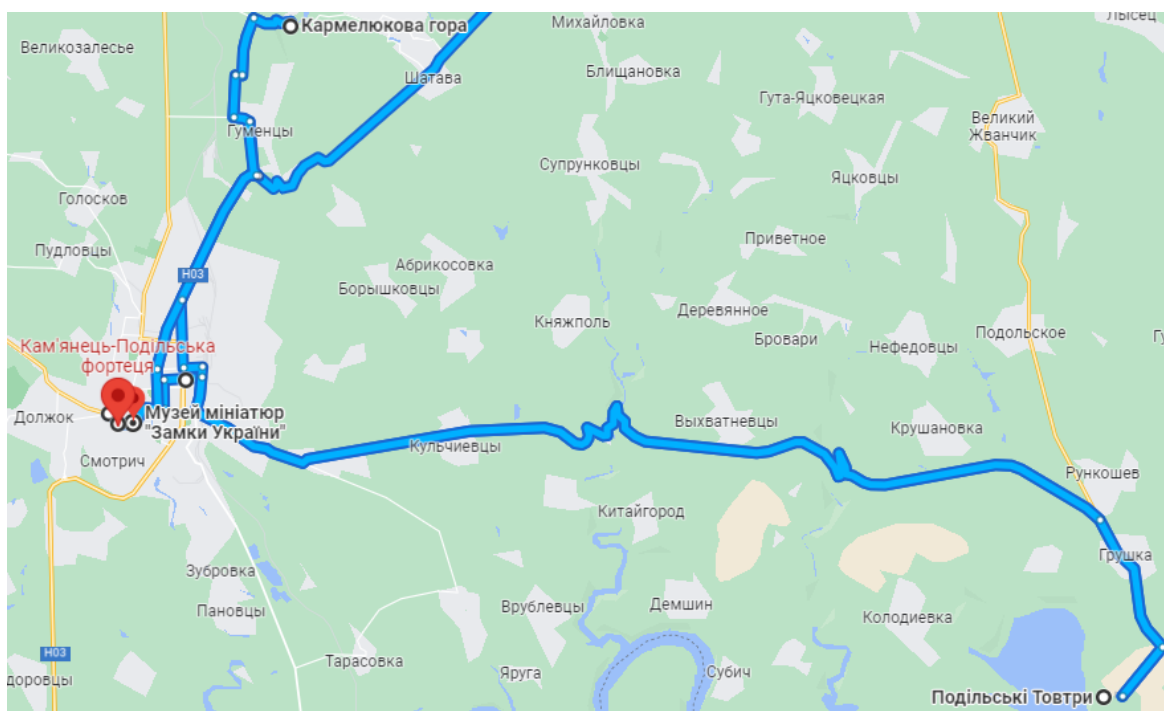 Лысец
Михайловка
Кармелюкова гора
Великозалесье
Блищановка
Шатава
Гута-Яцковецкая
Великий
Жванчик
Гуменцы
Супрунковцы
Яцковцы
Голосков
Пудловцы
Приветное
Абрикосовка
Н03
Борышковцы
Деревянное
Княжполь
Бровари
Подольское
Нефедовцы
Кам'янець-Подільська
фортеця
Должок
Музей мініатюр
"Замки України"
Выхватневцы
Крушановка
Кульчиевцы
Смотрич
Рункошев
Китайгород
Грушка
Зубровка
Пановцы
Врублевцы
Демшин
Колодиевка
Н03
Тарасовка
Яруга
Субич
доровцы
Подільські Товтри